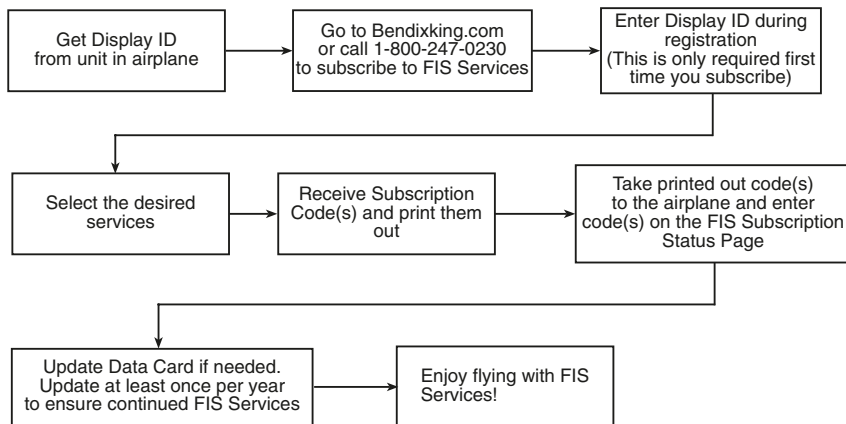 Get Display ID
from unit in airplane
Go to Bendixking.com
or call 1-800-247-0230
to subscribe to FIS Services
Enter Display ID during
registration
(This is only required first
time you subscribe)
Select the desired
services
Receive Subscription
Code(s) and print them
out
Take printed out code(s)
to the airplane and enter
code(s) on the FIS Subscription
Status Page
Update Data Card if needed.
Update at least once per year
to ensure continued FIS Services
Enjoy flying with FIS
Services!